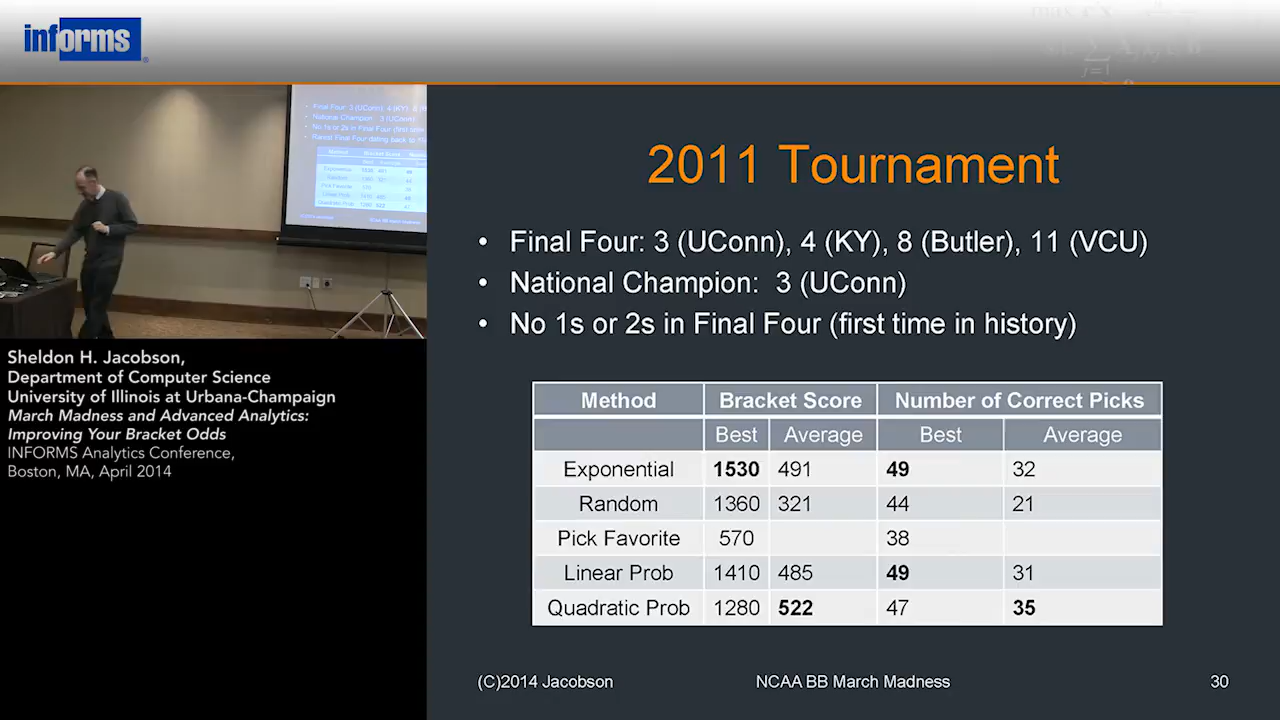 informs
Sheldon H. Jacobson,
Department of Computer Science
University of Illinois at Urbana-Champaign
March Madness and Advanced Analytics:
Improving Your Bracket Odds
INFORMS Analytics Conference,
Boston, MA, April 2014
2011 Tournament
• Final Four: 3 (UConn), 4 (KY), 8 (Butler), 11 (VCU)
• National Champion: 3 (UConn)
• No 1s or 2s in Final Four (first time in history)
Method Bracket Score Number of Correct Picks
Best Average Best Average
Exponential 1530 491 49 32
Random 1360 321 44 21
Pick Favorite 570 38
Linear Prob 1410 485 49 31
Quadratic Prob 1280 522 47 35
(C)2014 Jacobson NCAA BB March Madness 30